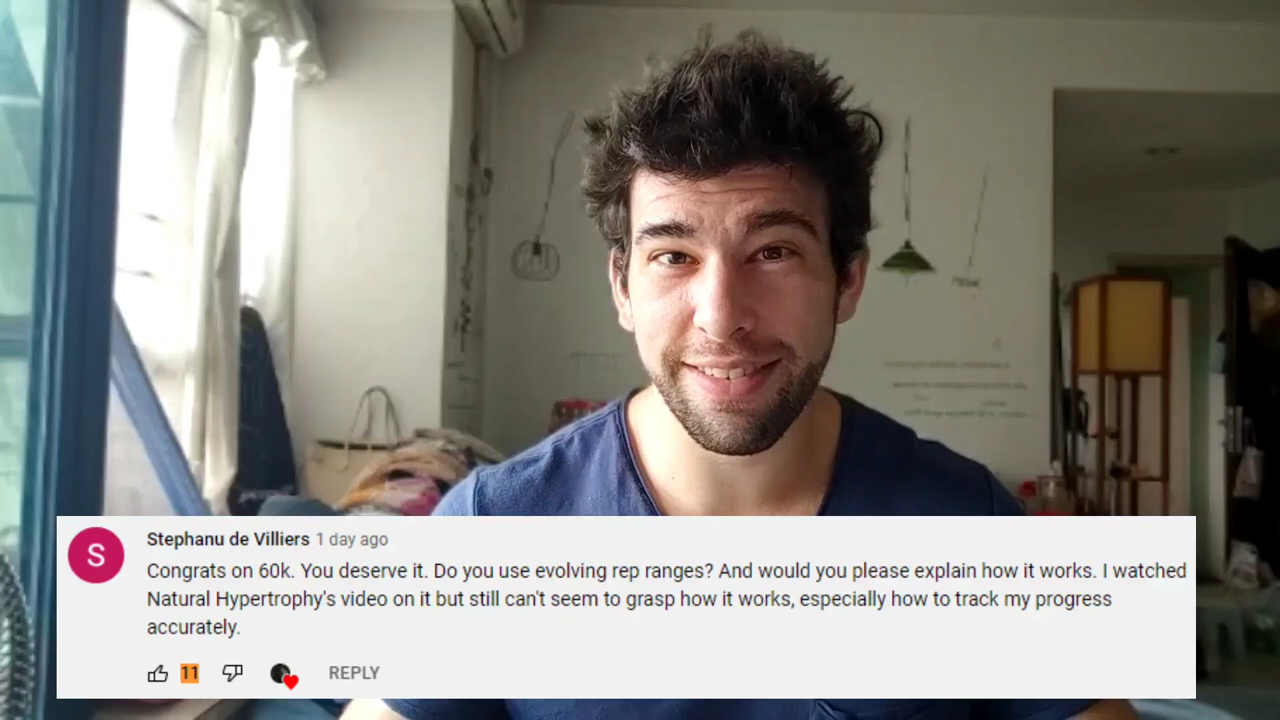 S
Stephanu de Villiers 1 day ago
Congrats on 60k. You deserve it. Do you use evolving rep ranges? And would you please explain how it works. I watched
Natural Hypertrophy's video on it but still can't seem to grasp how it works, especially how to track my progress
accurately.
11
REPLY